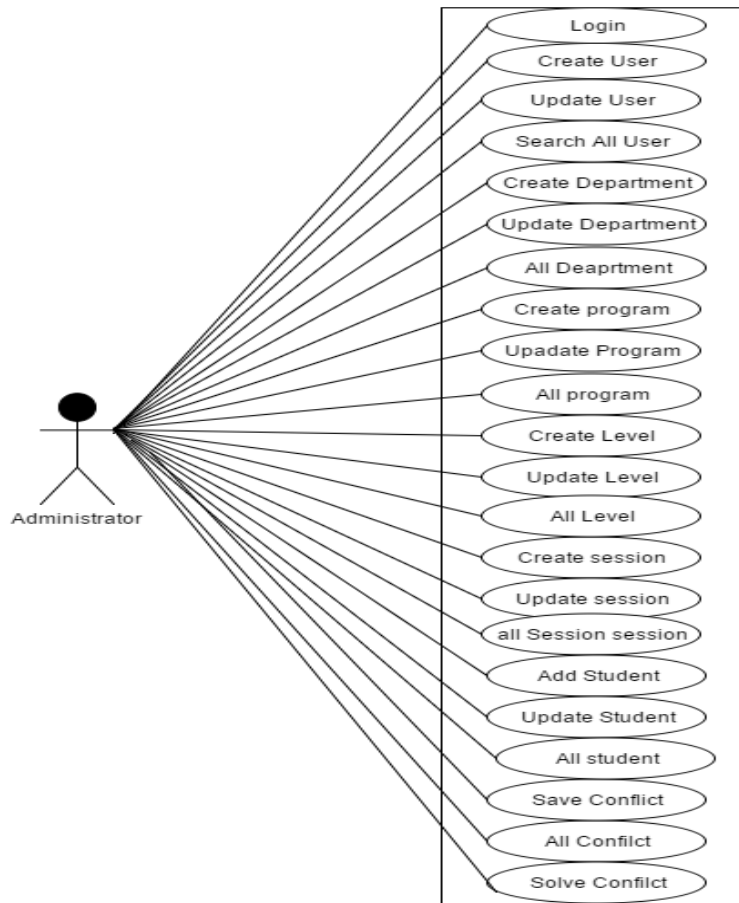 Login
Create User
Update User
Search All User
Create Department
Update Department
All Deaprtment
Create program
Upadate Program
All program
Create Level
Update Level
All Level
Create session
Update session
all Session session
Add Student
Update Student
All student
Save Conflict
All Confilct
Solve Confilct
Administrator